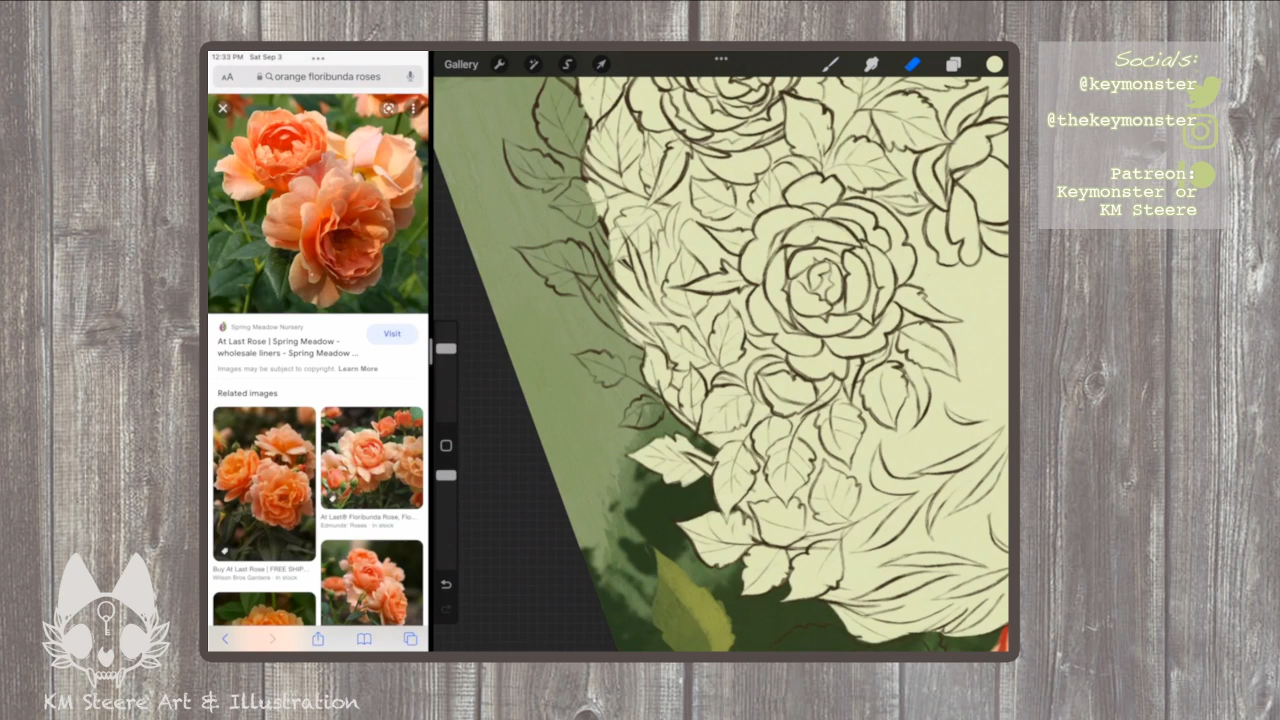 12:33 PM Sat Sep 3
AA orange floribunda roses
Spring Meadow Nursery
At Last Rose | Spring Meadow -
wholesale liners - Spring Meadow ...
Visit
Images may be subject to copyright. Learn More
Related images
At Last® Floribunda Rose, Flo...
Edmunds' Roses · In stock
Buy At Last Rose | FREE SHIP...
Wilson Bros Gardens · In stock
Gallery
Socials:
@keymonster
@thekeymonster
Patreon:
Keymonster or
KM Steere
KM Steere Art & Illustration